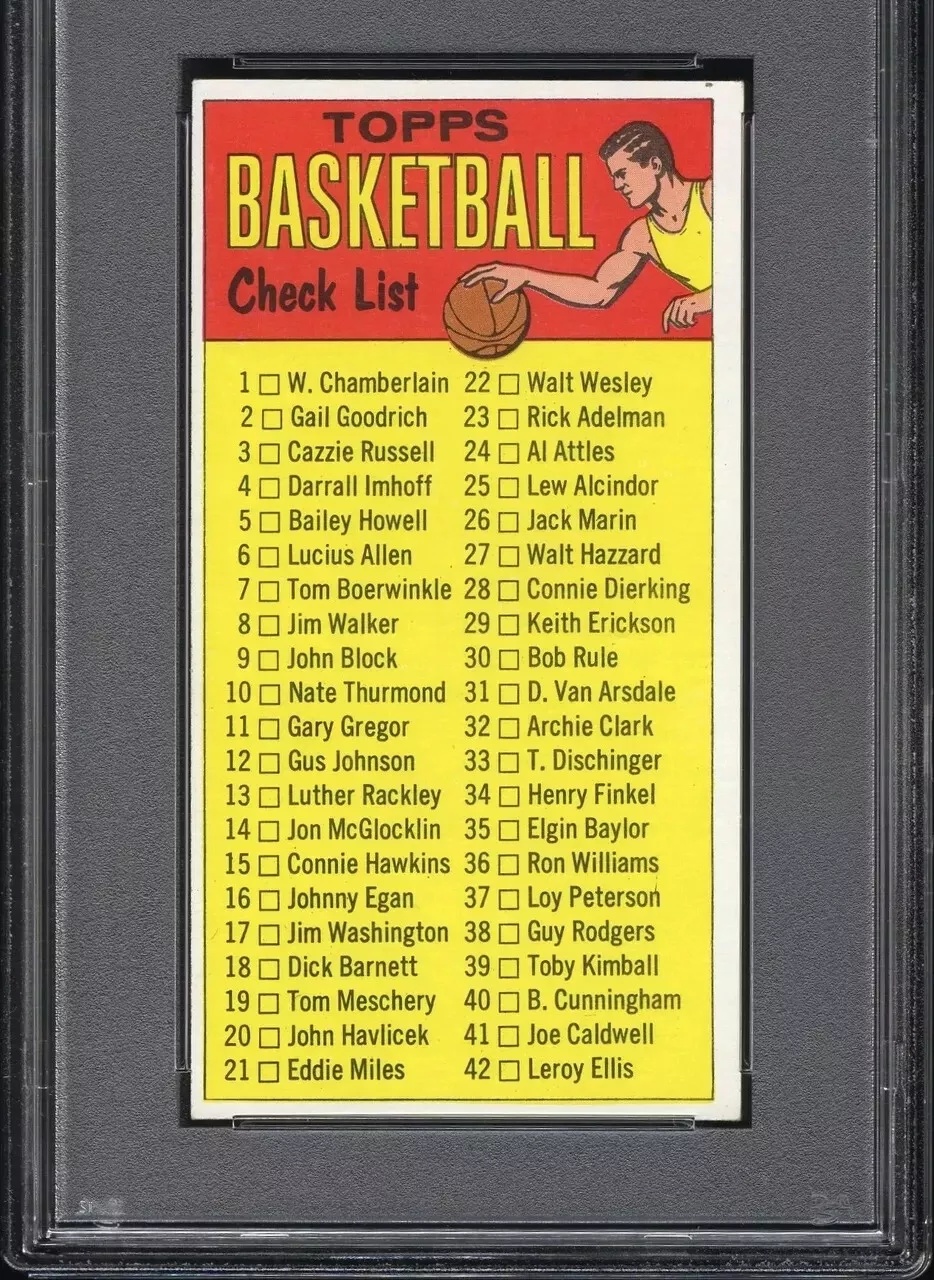 TOPPS
BASKETBALL
Check List
1 □ W. Chamberlain
2 □ Gail Goodrich
3 □ Cazzie Russell
4 □ Darrall Imhoff
5 □ Bailey Howell
6 □ Lucius Allen
7 □ Tom Boerwinkle
8 □ Jim Walker
9 □ John Block
10 □ Nate Thurmond
11 □ Gary Gregor
12 □ Gus Johnson
13 □ Luther Rackley
14 □ Jon McGlocklin
15 □ Connie Hawkins
16 □ Johnny Egan
17 □ Jim Washington
18 □ Dick Barnett
19 □ Tom Meschery
20 □ John Havlicek
21 □ Eddie Miles
22 □ Walt Wesley
23 □ Rick Adelman
24 □ Al Attles
25 □ Lew Alcindor
26 □ Jack Marin
27 □ Walt Hazzard
28 □ Connie Dierking
29 □ Keith Erickson
30 □ Bob Rule
31 □ D. Van Arsdale
32 □ Archie Clark
33 □ T. Dischinger
34 □ Henry Finkel
35 □ Elgin Baylor
36 □ Ron Williams
37 □ Loy Peterson
38 □ Guy Rodgers
39 □ Toby Kimball
40 □ B. Cunningham
41 □ Joe Caldwell
42 □ Leroy Ellis